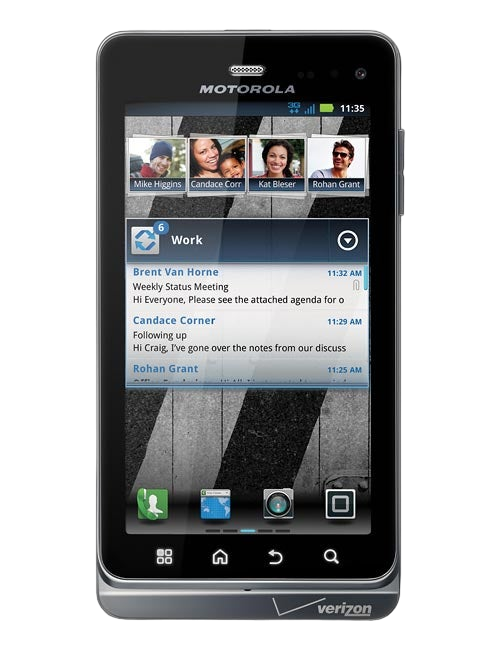 MOTOROLA
3G 11:35
Mike Higgins Candace Corr Kat Bleser Rohan Grant
6
Work
Brent Van Horne 11:32 AM
Weekly Status Meeting
Hi Everyone, Please see the attached agenda for o
Candace Corner 11:29 AM
Following up
Hi Craig, I've gone over the notes from our discuss
Rohan Grant 11:25 AM
verizon